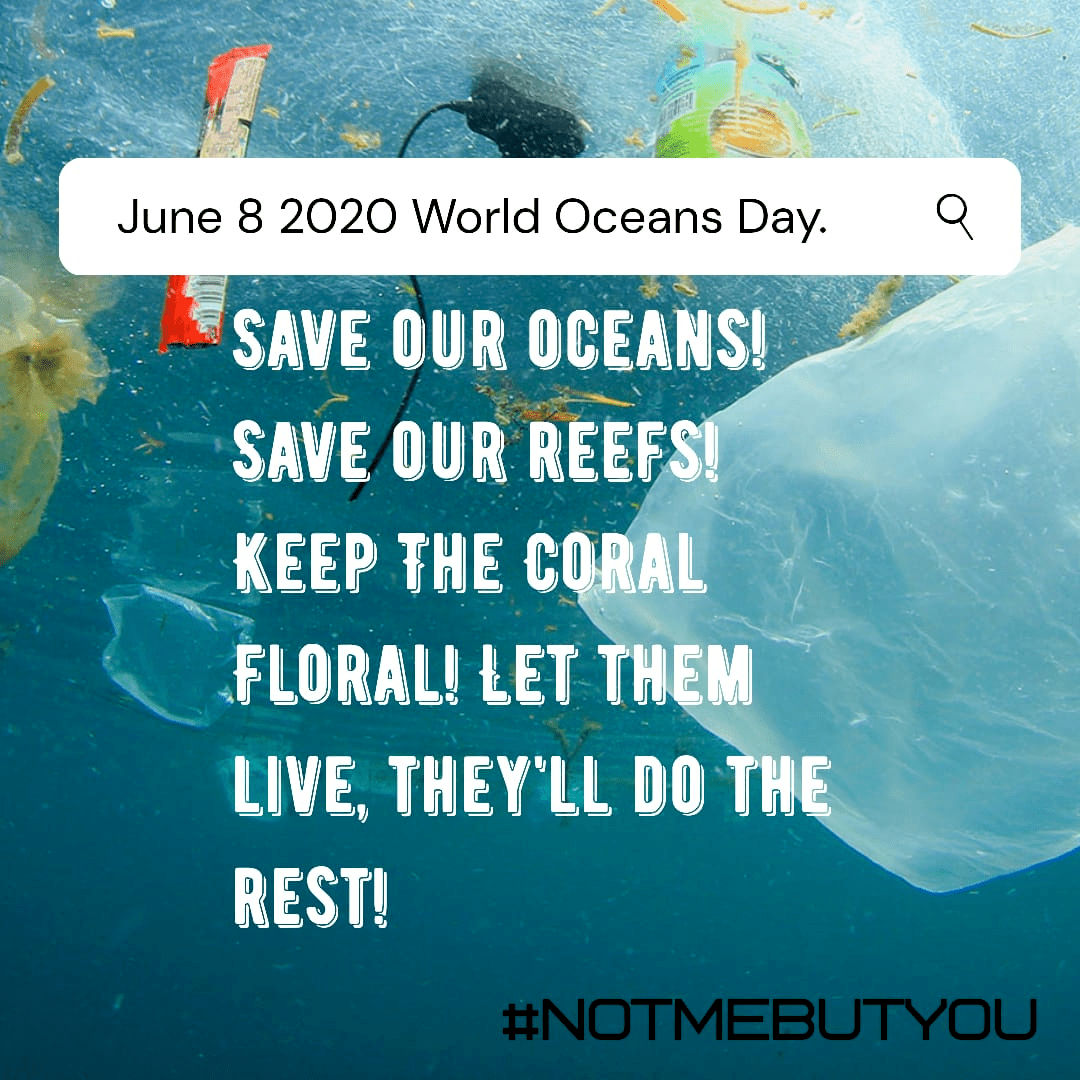 June 8 2020 World Oceans Day.
SAVE OUR OCEANS!
SAVE OUR REEFS!
KEEP THE CORAL
FLORAL! LET THEM
LIVE, THEY'LL DO THE
REST!
#NOTMEBUTYOU